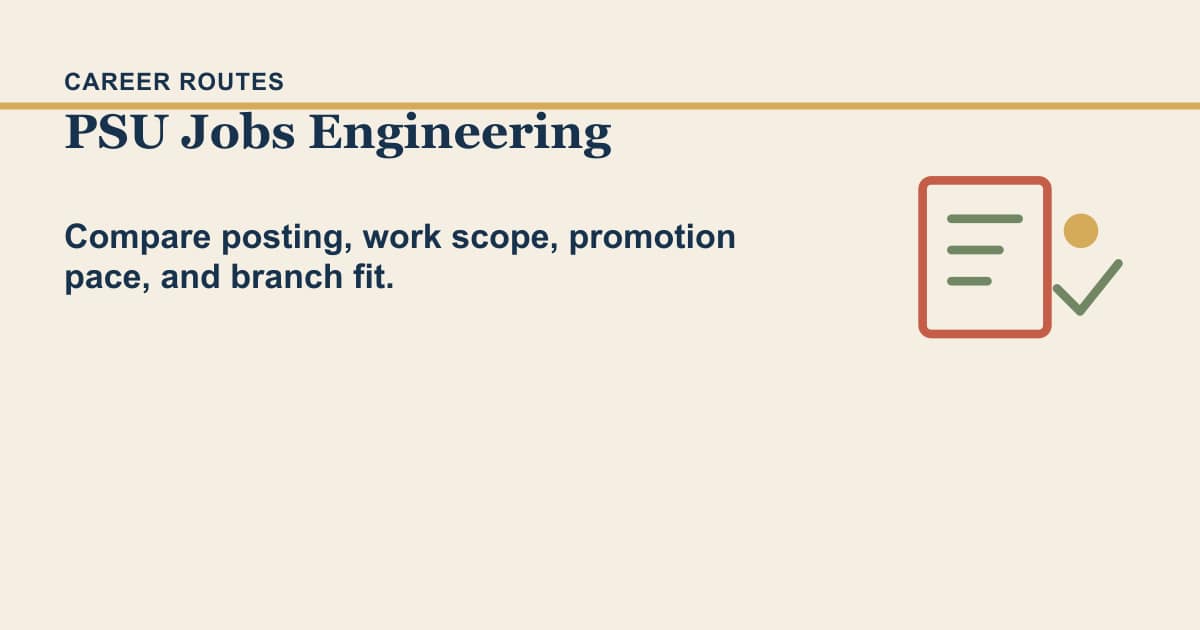 CAREER ROUTES
PSU Jobs Engineering
Compare posting, work scope, promotion
pace, and branch fit.